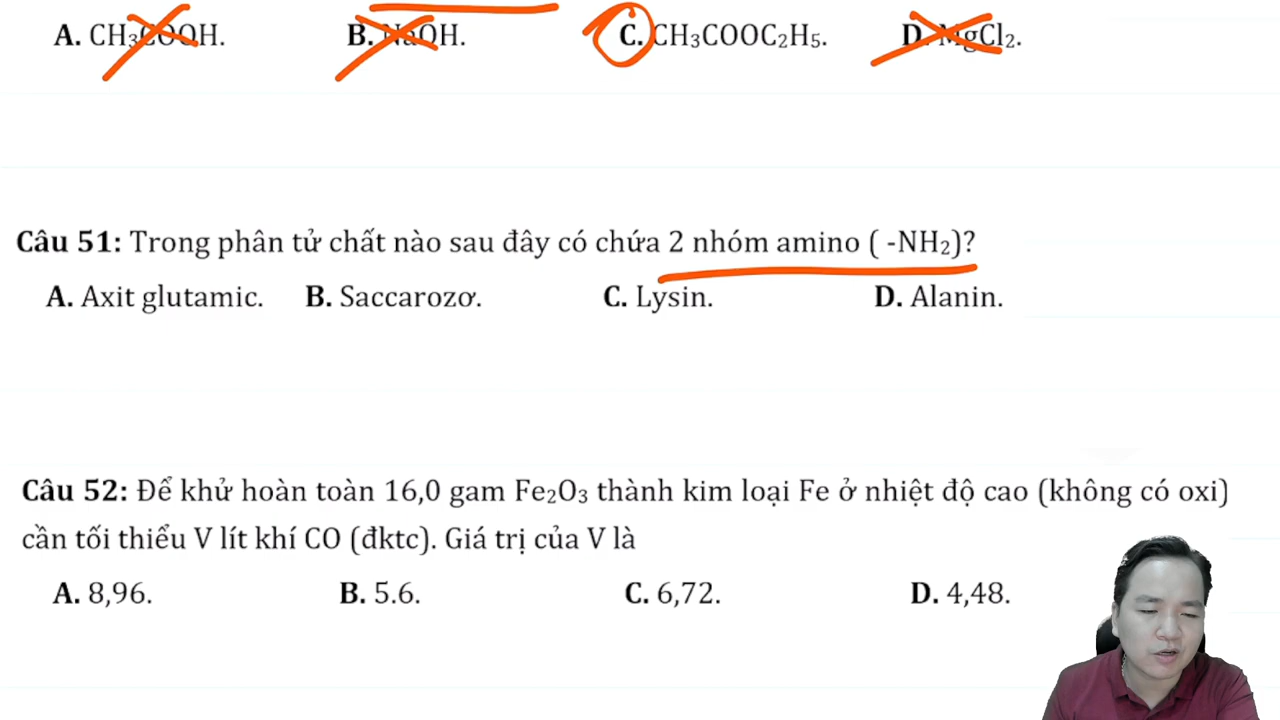 A. CH₃COOH. B. NaOH. C. CH₃COOC₂H₅. D. MgCl₂.
Câu 51: Trong phân tử chất nào sau đây có chứa 2 nhóm amino ( -NH₂)?
A. Axit glutamic. B. Saccarozơ. C. Lysin. D. Alanin.
Câu 52: Để khử hoàn toàn 16,0 gam Fe₂O₃ thành kim loại Fe ở nhiệt độ cao (không có oxi)
cần tối thiểu V lít khí CO (đktc). Giá trị của V là
A. 8,96. B. 5.6. C. 6,72. D. 4,48.